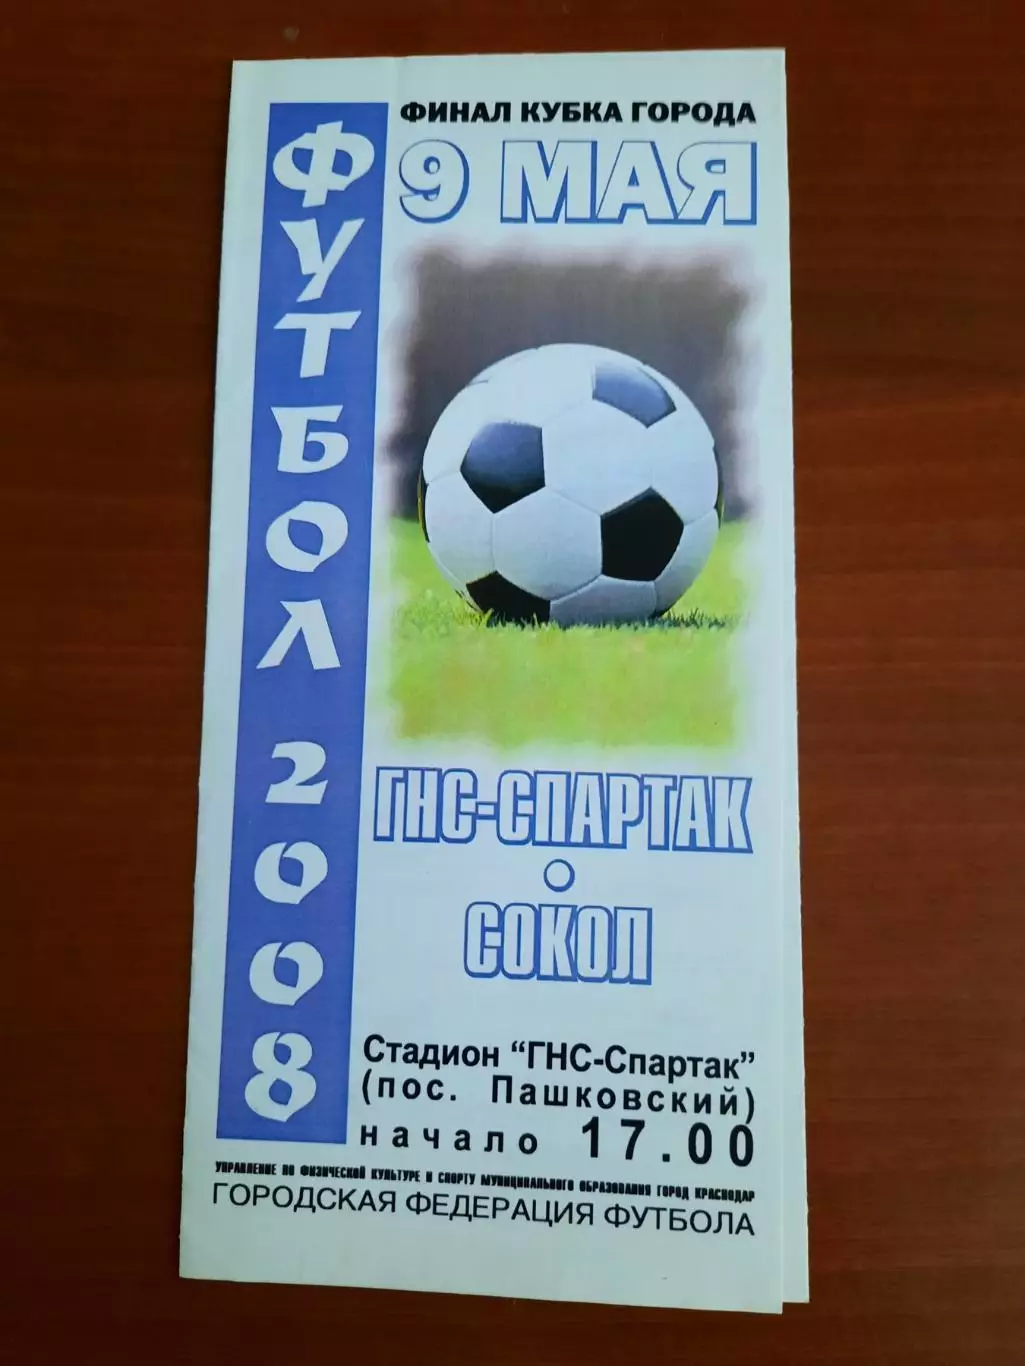 ФУТБОЛ 2008
ФИНАЛ КУБКА ГОРОДА
9 МАЯ
ГНС-СПАРТАК
СОКОЛ
Стадион “ГНС-Спартак”
(пос. Пашковский)
начало 17.00
УПРАВЛЕНИЕ ПО ФИЗИЧЕСКОЙ КУЛЬТУРЕ И СПОРТУ МУНИЦИПАЛЬНОГО ОБРАЗОВАНИЯ ГОРОД КРАСНОДАР
ГОРОДСКАЯ ФЕДЕРАЦИЯ ФУТБОЛА